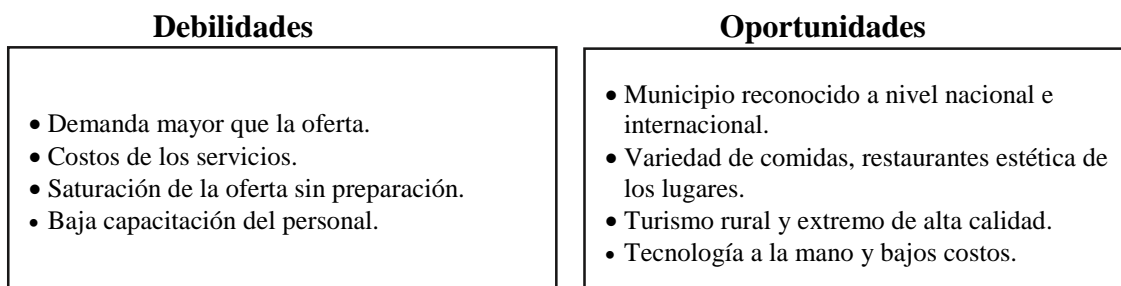 Debilidades
• Demanda mayor que la oferta.
• Costos de los servicios.
• Saturación de la oferta sin preparación.
• Baja capacitación del personal.
Oportunidades
• Municipio reconocido a nivel nacional e
internacional.
• Variedad de comidas, restaurantes estética de
los lugares.
• Turismo rural y extremo de alta calidad.
• Tecnología a la mano y bajos costos.